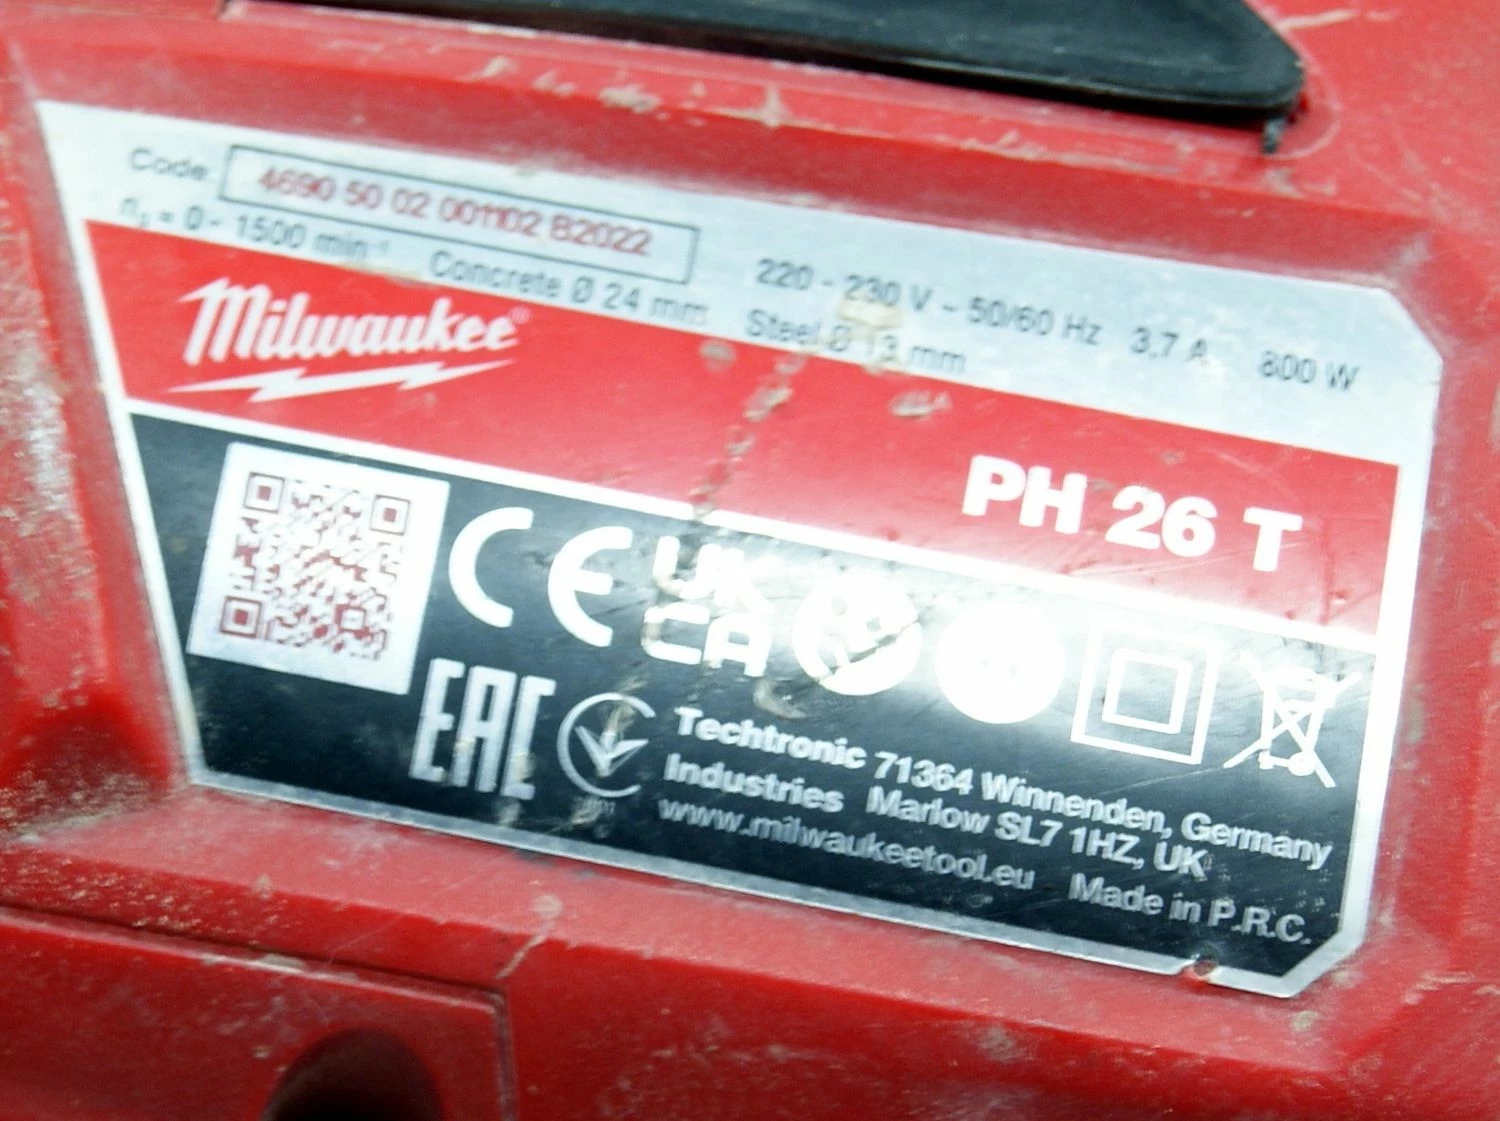 Code: 4690 50 02 001102 B2022
n₁ = 0 - 1500 min⁻¹ Concrete Ø 24 mm
220 - 230 V ~ 50/60 Hz 3,7 A 800 W
Steel Ø 13 mm
Milwaukee®
PH 26 T
CE UK CA
EAC
Techtronic Industries
71364 Winnenden, Germany
Marlow SL7 1HZ, UK
www.milwaukeetool.eu Made in P.R.C.